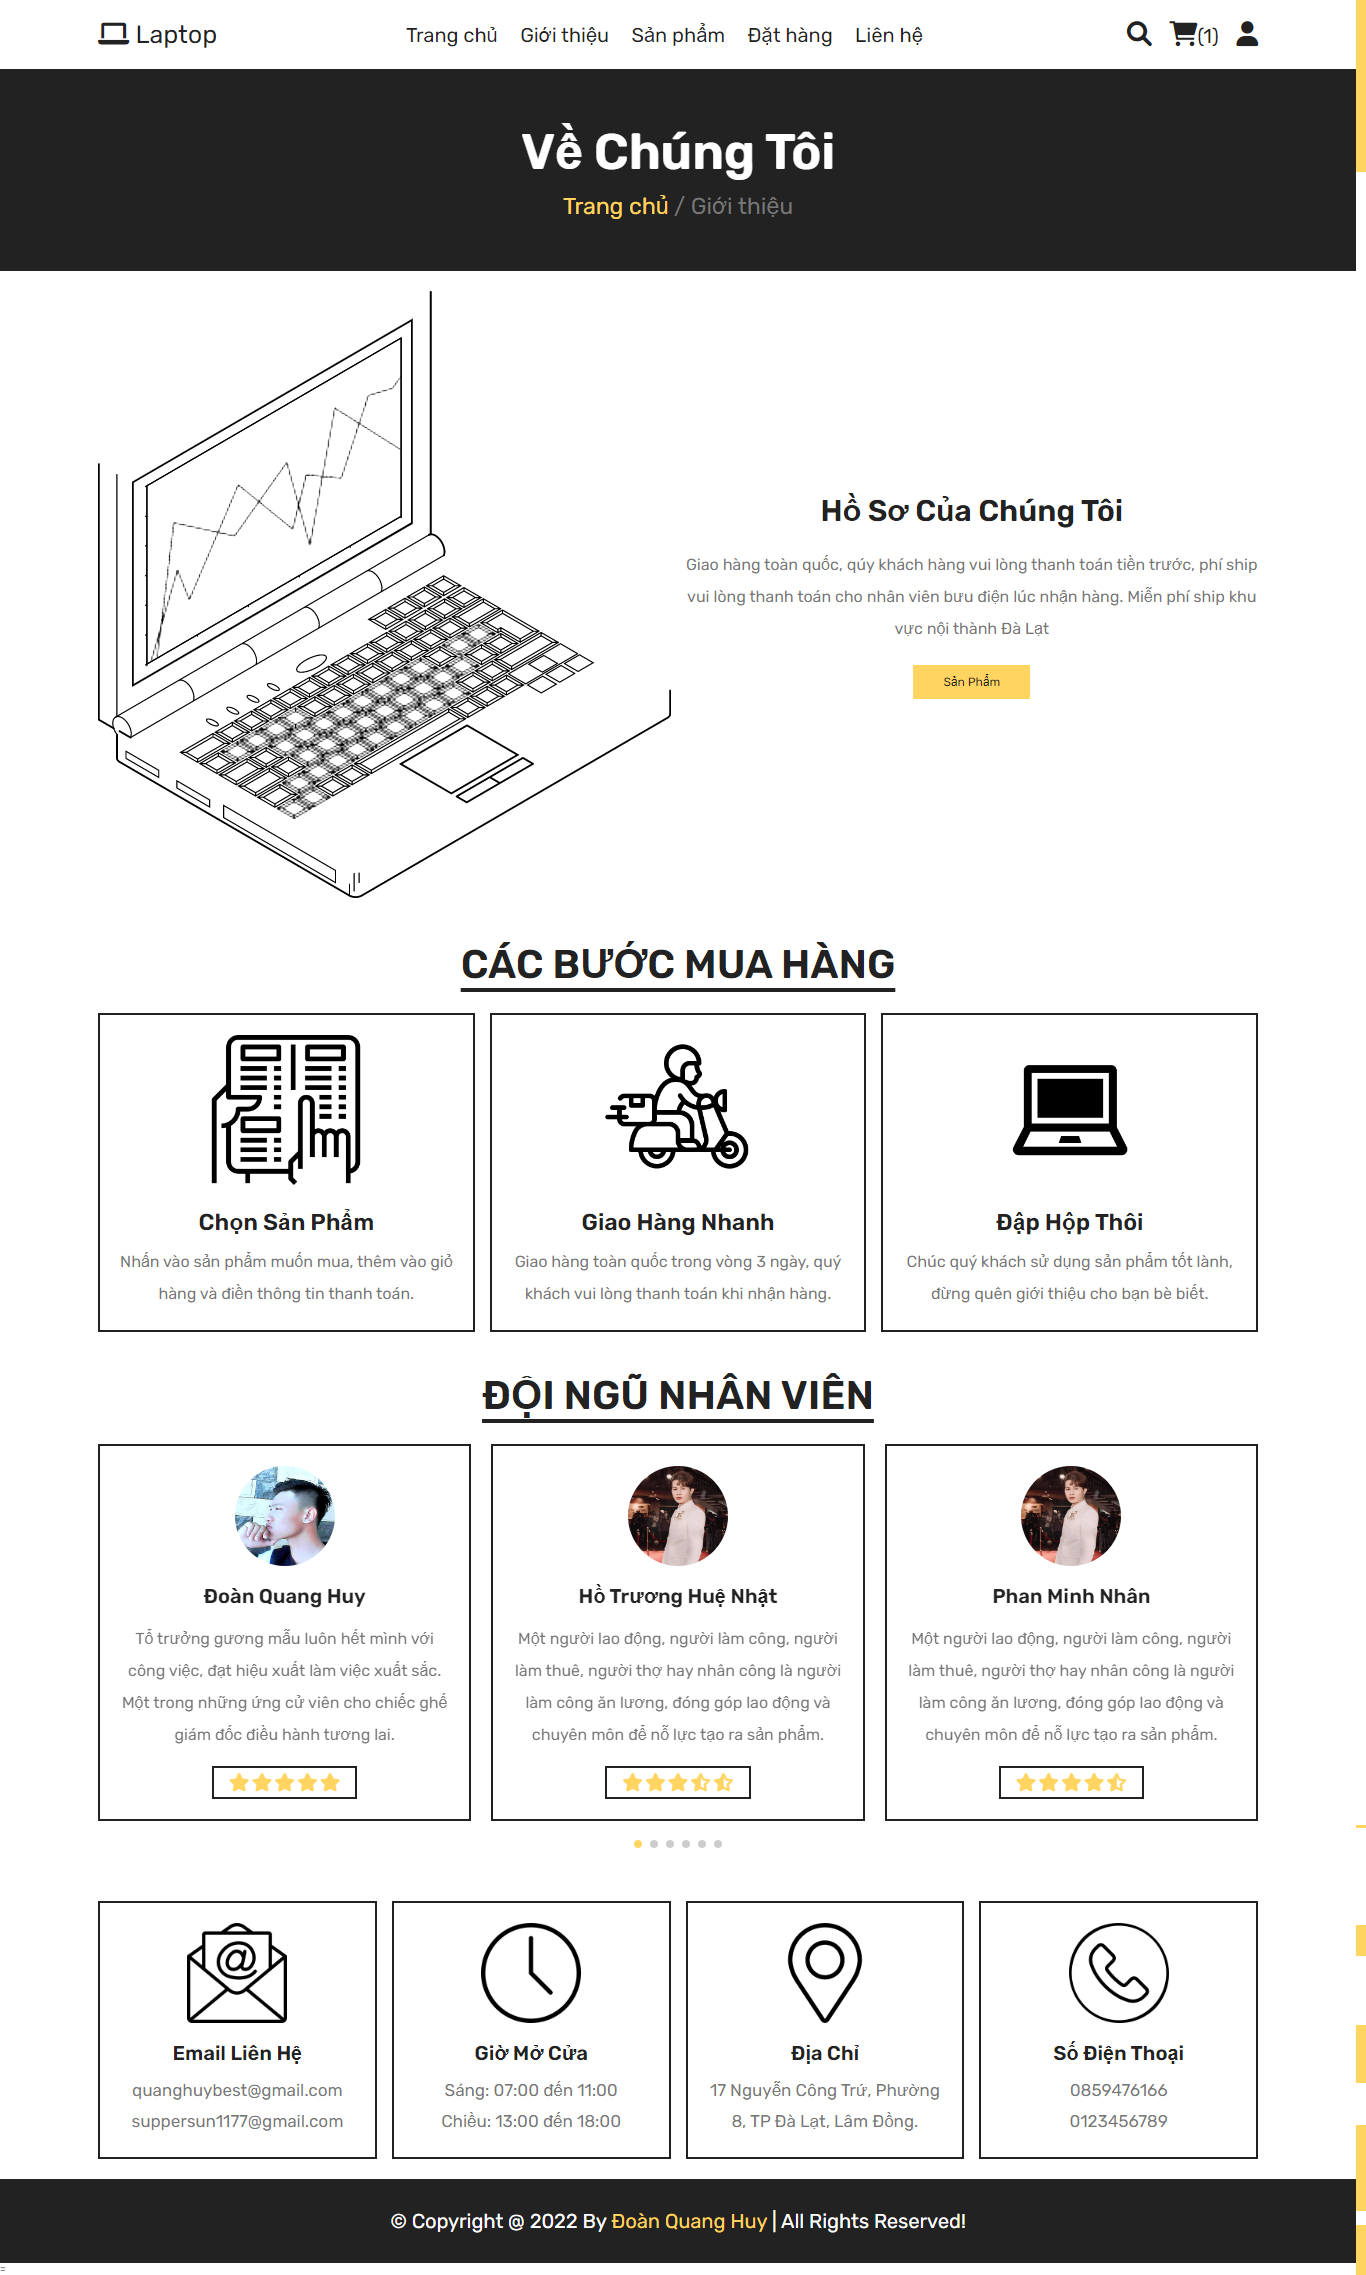 Laptop
Trang chủ Giới thiệu Sản phẩm Đặt hàng Liên hệ
(1)
Về Chúng Tôi
Trang chủ / Giới thiệu
Hồ Sơ Của Chúng Tôi
Giao hàng toàn quốc, qúy khách hàng vui lòng thanh toán tiền trước, phí ship
vui lòng thanh toán cho nhân viên bưu điện lúc nhận hàng. Miễn phí ship khu
vực nội thành Đà Lạt
Sản Phẩm
CÁC BƯỚC MUA HÀNG
Chọn Sản Phẩm
Nhấn vào sản phẩm muốn mua, thêm vào giỏ
hàng và điền thông tin thanh toán.
Giao Hàng Nhanh
Giao hàng toàn quốc trong vòng 3 ngày, quý
khách vui lòng thanh toán khi nhận hàng.
Đập Hộp Thôi
Chúc quý khách sử dụng sản phẩm tốt lành,
đừng quên giới thiệu cho bạn bè biết.
ĐỘI NGŨ NHÂN VIÊN
Đoàn Quang Huy
Tổ trưởng gương mẫu luôn hết mình với
công việc, đạt hiệu xuất làm việc xuất sắc.
Một trong những ứng cử viên cho chiếc ghế
giám đốc điều hành tương lai.
Hồ Trương Huệ Nhật
Một người lao động, người làm công, người
làm thuê, người thợ hay nhân công là người
làm công ăn lương, đóng góp lao động và
chuyên môn để nỗ lực tạo ra sản phẩm.
Phan Minh Nhân
Một người lao động, người làm công, người
làm thuê, người thợ hay nhân công là người
làm công ăn lương, đóng góp lao động và
chuyên môn để nỗ lực tạo ra sản phẩm.
Email Liên Hệ
quanghuybest@gmail.com
suppersun1177@gmail.com
Giờ Mở Cửa
Sáng: 07:00 đến 11:00
Chiều: 13:00 đến 18:00
Địa Chỉ
17 Nguyễn Công Trứ, Phường
8, TP Đà Lạt, Lâm Đồng.
Số Điện Thoại
0859476166
0123456789
© Copyright @ 2022 By Đoàn Quang Huy | All Rights Reserved!
=